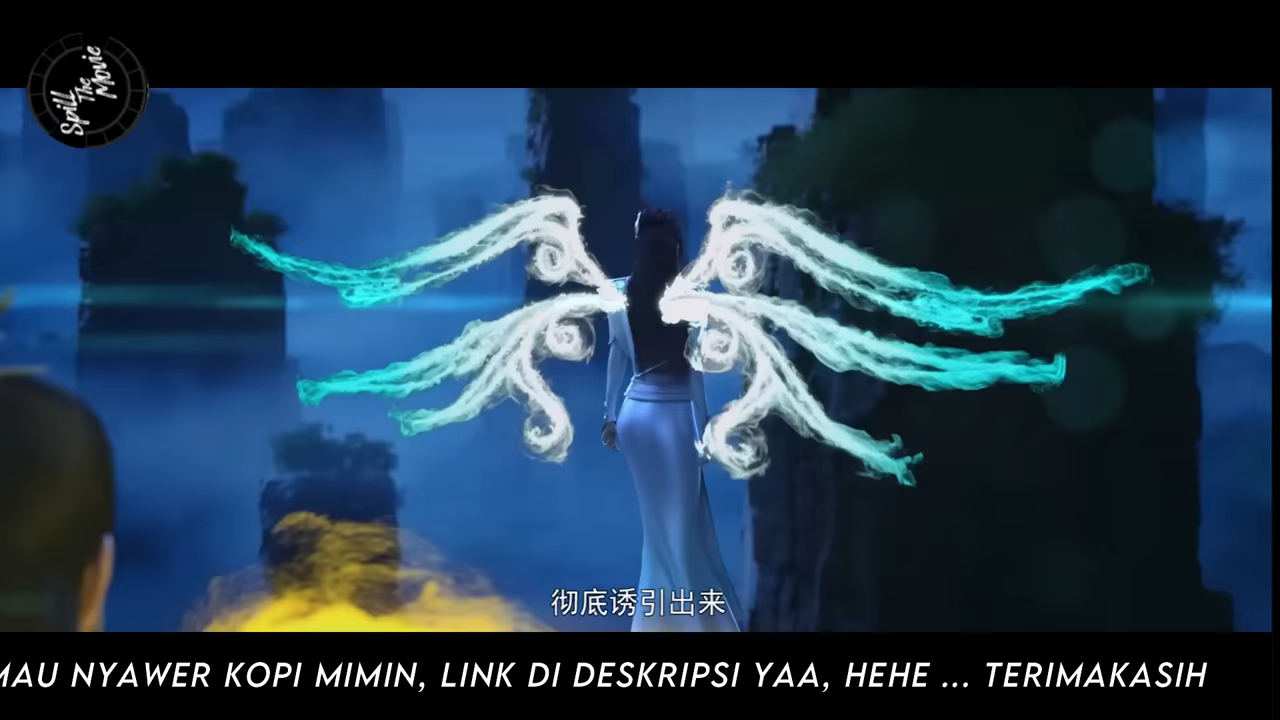 Spill
The
Movie
彻底诱引出来
MAU NYAWER KOPI MIMIN, LINK DI DESKRIPSI YAA, HEHE ... TERIMAKASIH